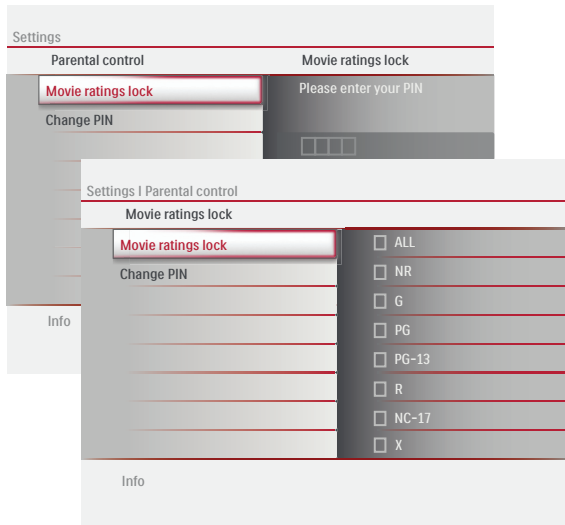 Settings
Parental control
Movie ratings lock
Movie ratings lock
Please enter your PIN
Change PIN
Info
Settings I Parental control
Movie ratings lock
Movie ratings lock
Change PIN
ALL
NR
G
PG
PG-13
R
NC-17
X
Info